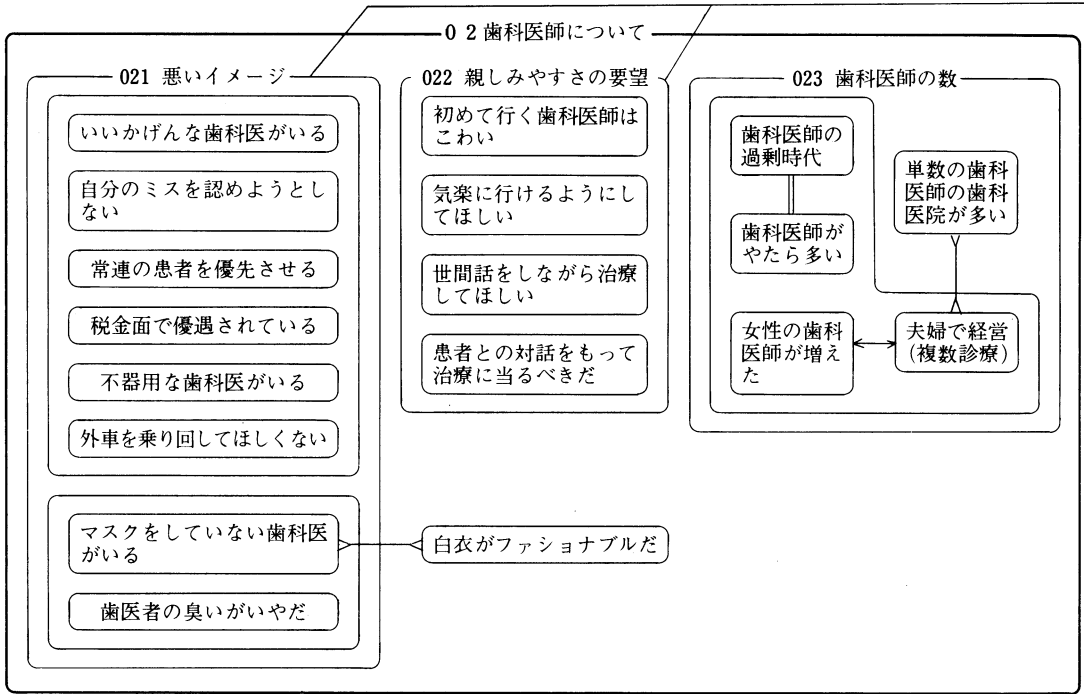 02歯科医師について
021 悪いイメージ
いいかげんな歯科医がいる
自分のミスを認めようとし
ない
常連の患者を優先させる
税金面で優遇されている
不器用な歯科医がいる
外車を乗り回してほしくない
マスクをしていない歯科医
がいる
歯医者の臭いがいやだ
022 親しみやすさの要望
初めて行く歯科医師は
こわい
気楽に行けるようにし
てほしい
世間話をしながら治療
してほしい
患者との対話をもって
治療に当るべきだ
白衣がファショナブルだ
023 歯科医師の数
歯科医師の
過剰時代
歯科医師が
やたら多い
単数の歯科
医師の歯科
医院が多い
女性の歯科
医師が増え
た
夫婦で経営
(複数診療)